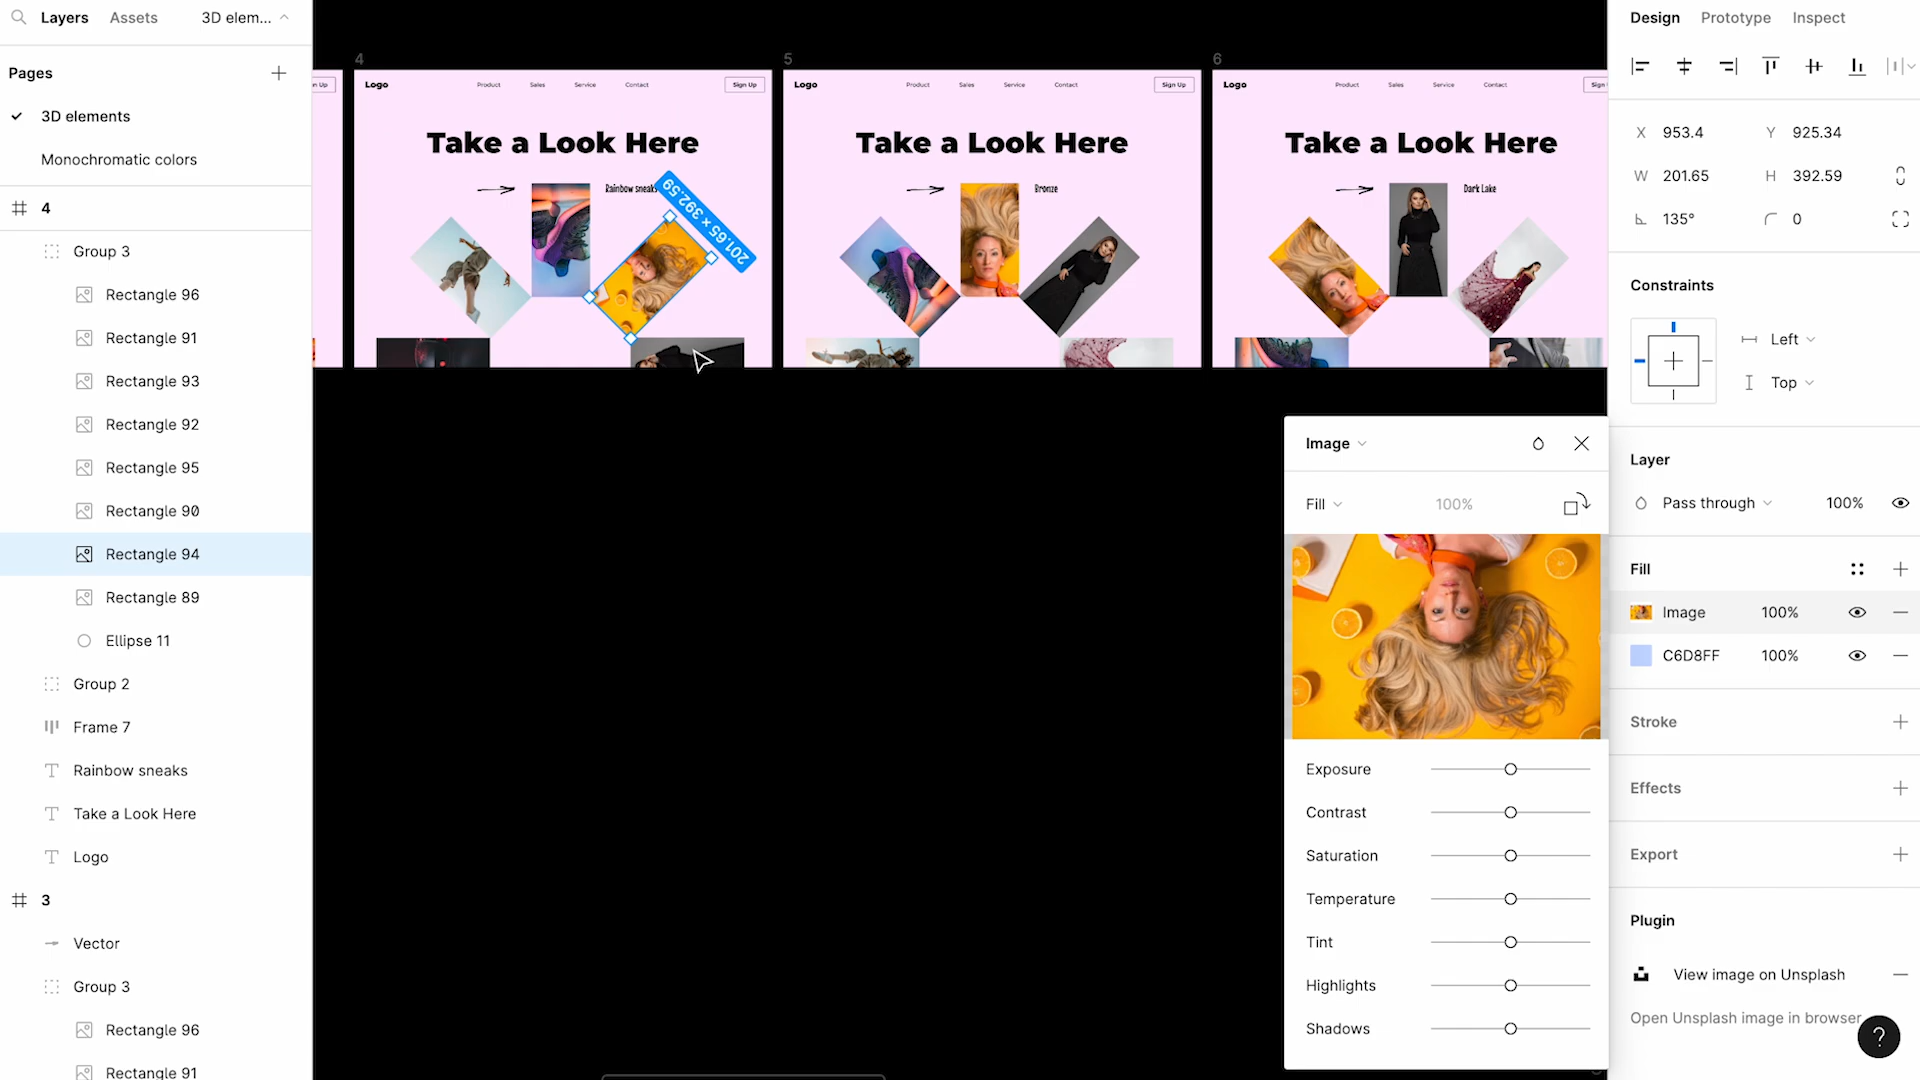 Layers
Assets
3D elem...
Pages
3D elements
Monochromatic colors
4
Group 3
Rectangle 96
Rectangle 91
Rectangle 93
Rectangle 92
Rectangle 95
Rectangle 90
Rectangle 94
Rectangle 89
Ellipse 11
Group 2
Frame 7
Rainbow sneaks
Take a Look Here
Logo
3
Vector
Group 3
Rectangle 96
Rectangle 91
gn Up
4
Logo
Product
Sales
Service
Contact
Sign Up
Take a Look Here
Rainbow sneaks
201.65 × 392.59
5
Logo
Product
Sales
Service
Contact
Sign Up
Take a Look Here
Bronze
6
Logo
Product
Sales
Service
Contact
Sign
Take a Look Here
Dark Lake
Image
Fill
100%
Exposure
Contrast
Saturation
Temperature
Tint
Highlights
Shadows
Design
Prototype
Inspect
X 953.4
Y 925.34
W 201.65
H 392.59
135°
0
Constraints
Left
Top
Layer
Pass through
100%
Fill
Image
100%
C6D8FF
100%
Stroke
Effects
Export
Plugin
View image on Unsplash
Open Unsplash image in browser
?